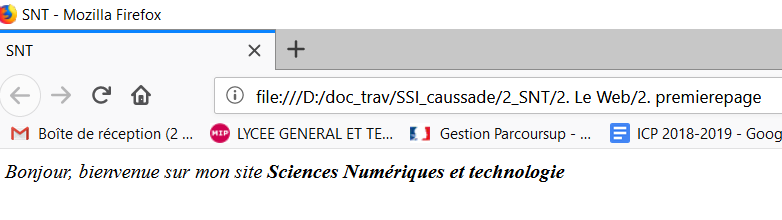 SNT - Mozilla Firefox
SNT
file:///D:/doc_trav/SSI_caussade/2_SNT/2. Le Web/2. premierepage
Boîte de réception (2 ... MIP LYCEE GENERAL ET TE... Gestion Parcoursup - ... ICP 2018-2019 - Goog
Bonjour, bienvenue sur mon site Sciences Numériques et technologie